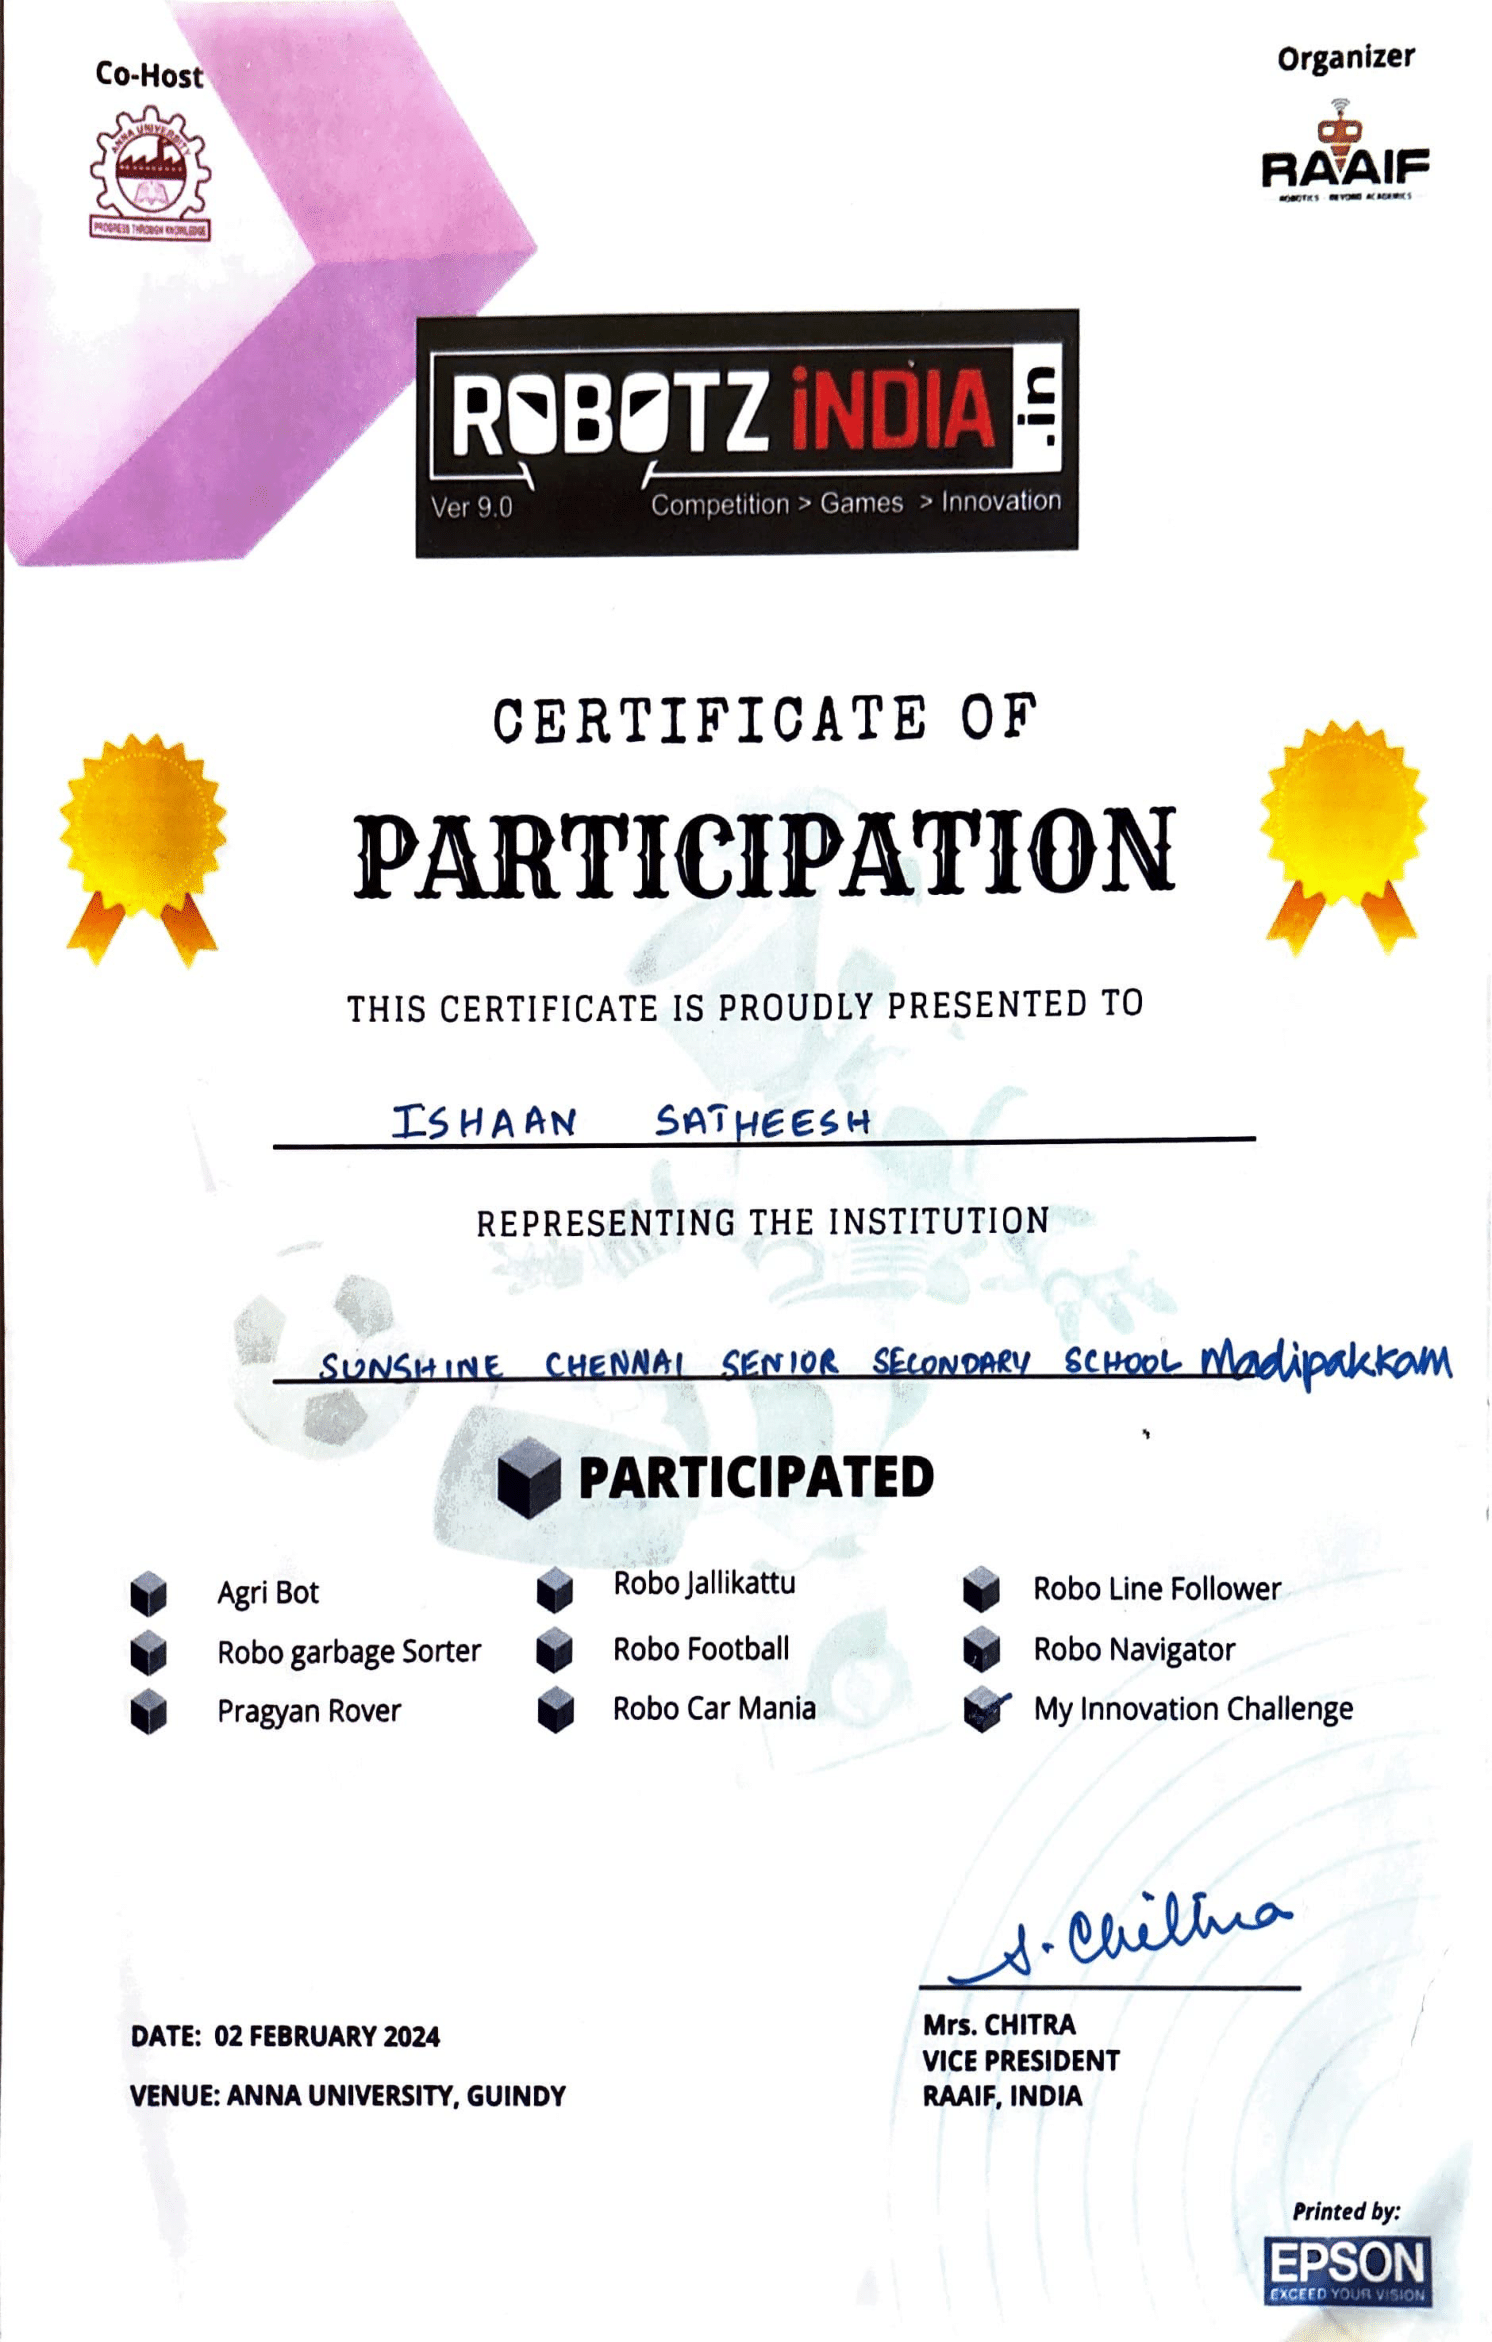 Co-Host
Organizer
ANNA UNIVERSITY
PROGRESS THROUGH KNOWLEDGE
RAAIF
ROBOTICS BEYOND ACADEMICS
ROBOTZ iNDIA .in
Ver 9.0 Competition > Games > Innovation
CERTIFICATE OF
PARTICIPATION
THIS CERTIFICATE IS PROUDLY PRESENTED TO
ISHAAN SATHEESH
REPRESENTING THE INSTITUTION
SUNSHINE CHENNAI SENIOR SECONDARY SCHOOL Madipakkam
PARTICIPATED
Agri Bot
Robo garbage Sorter
Pragyan Rover
Robo Jallikattu
Robo Football
Robo Car Mania
Robo Line Follower
Robo Navigator
My Innovation Challenge
S. Chithra
DATE: 02 FEBRUARY 2024
VENUE: ANNA UNIVERSITY, GUINDY
Mrs. CHITRA
VICE PRESIDENT
RAAIF, INDIA
Printed by:
EPSON
EXCEED YOUR VISION